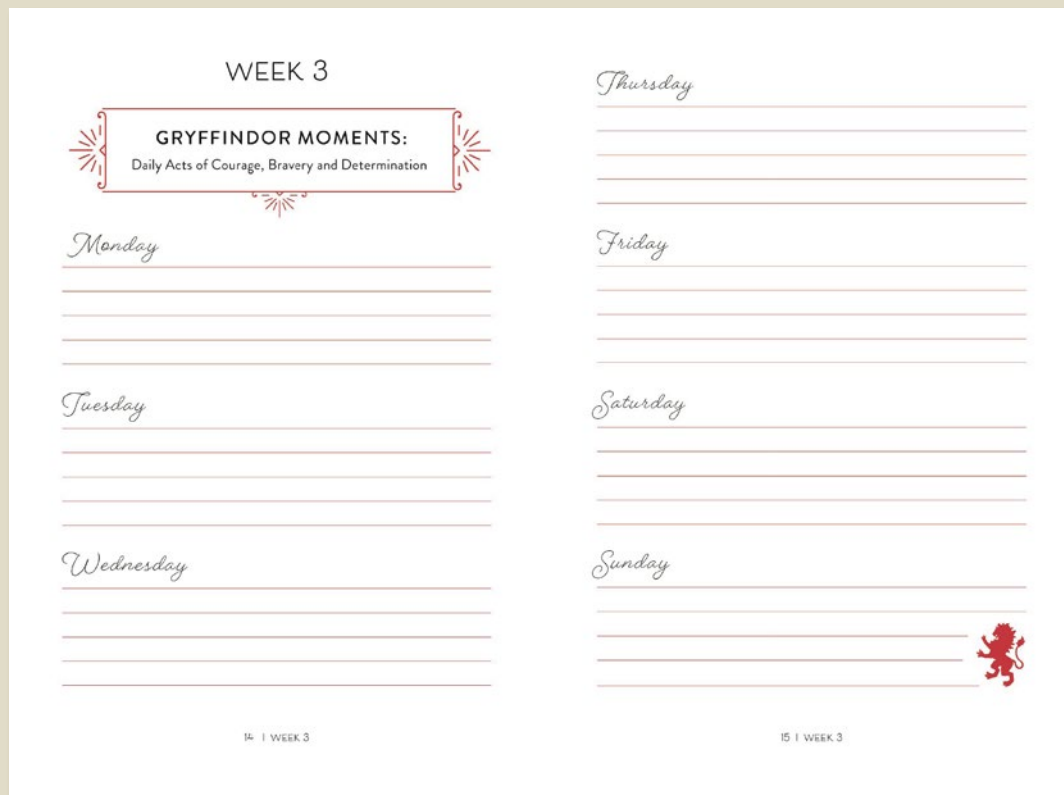 WEEK 3
GRYFFINDOR MOMENTS:
Daily Acts of Courage, Bravery and Determination
Monday
Tuesday
Wednesday
14 | WEEK 3
Thursday
Friday
Saturday
Sunday
15 | WEEK 3